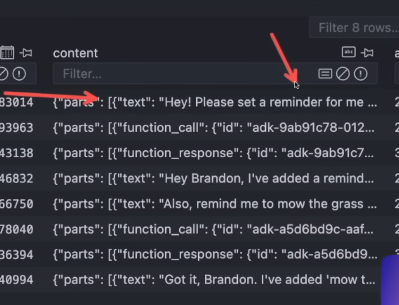 Filter 8 rows...
content
Filter...
83014 {"parts": [{"text": "Hey! Please set a reminder for me ...
93963 {"parts": [{"function_call": {"id": "adk-9ab91c78-012...
43138 {"parts": [{"function_response": {"id": "adk-9ab91c7...
46832 {"parts": [{"text": "Hey Brandon, I've added a remind...
66750 {"parts": [{"text": "Also, remind me to mow the grass ...
78040 {"parts": [{"function_call": {"id": "adk-a5d6bd9c-aaf...
36394 {"parts": [{"function_response": {"id": "adk-a5d6bd9...
40994 {"parts": [{"text": "Got it, Brandon. I've added 'mow t...